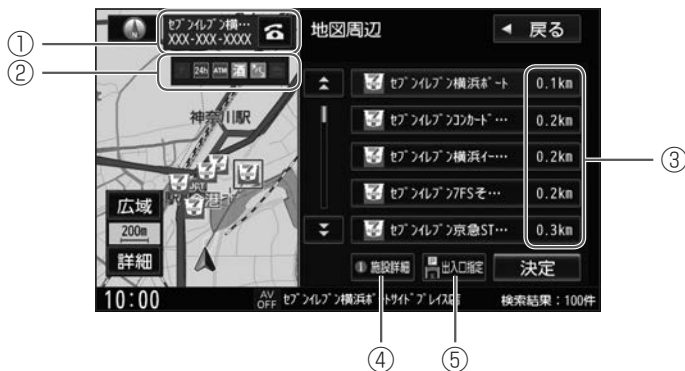 ①
セブンイレブン横…
XXX-XXX-XXXX
②
24h ATM 酒
地図周辺
戻る
神奈川駅
セブンイレブン横浜ポート 0.1km
セブンイレブンコンカード… 0.2km
セブンイレブン横浜イー… 0.2km
③
セブンイレブン7FSそ… 0.2km
セブンイレブン京急ST… 0.3km
広域
200m
詳細
施設詳細
出入口指定
決定
10:00
AV OFF
セブンイレブン横浜ポートサイドプレイス店
検索結果：100件
④
⑤